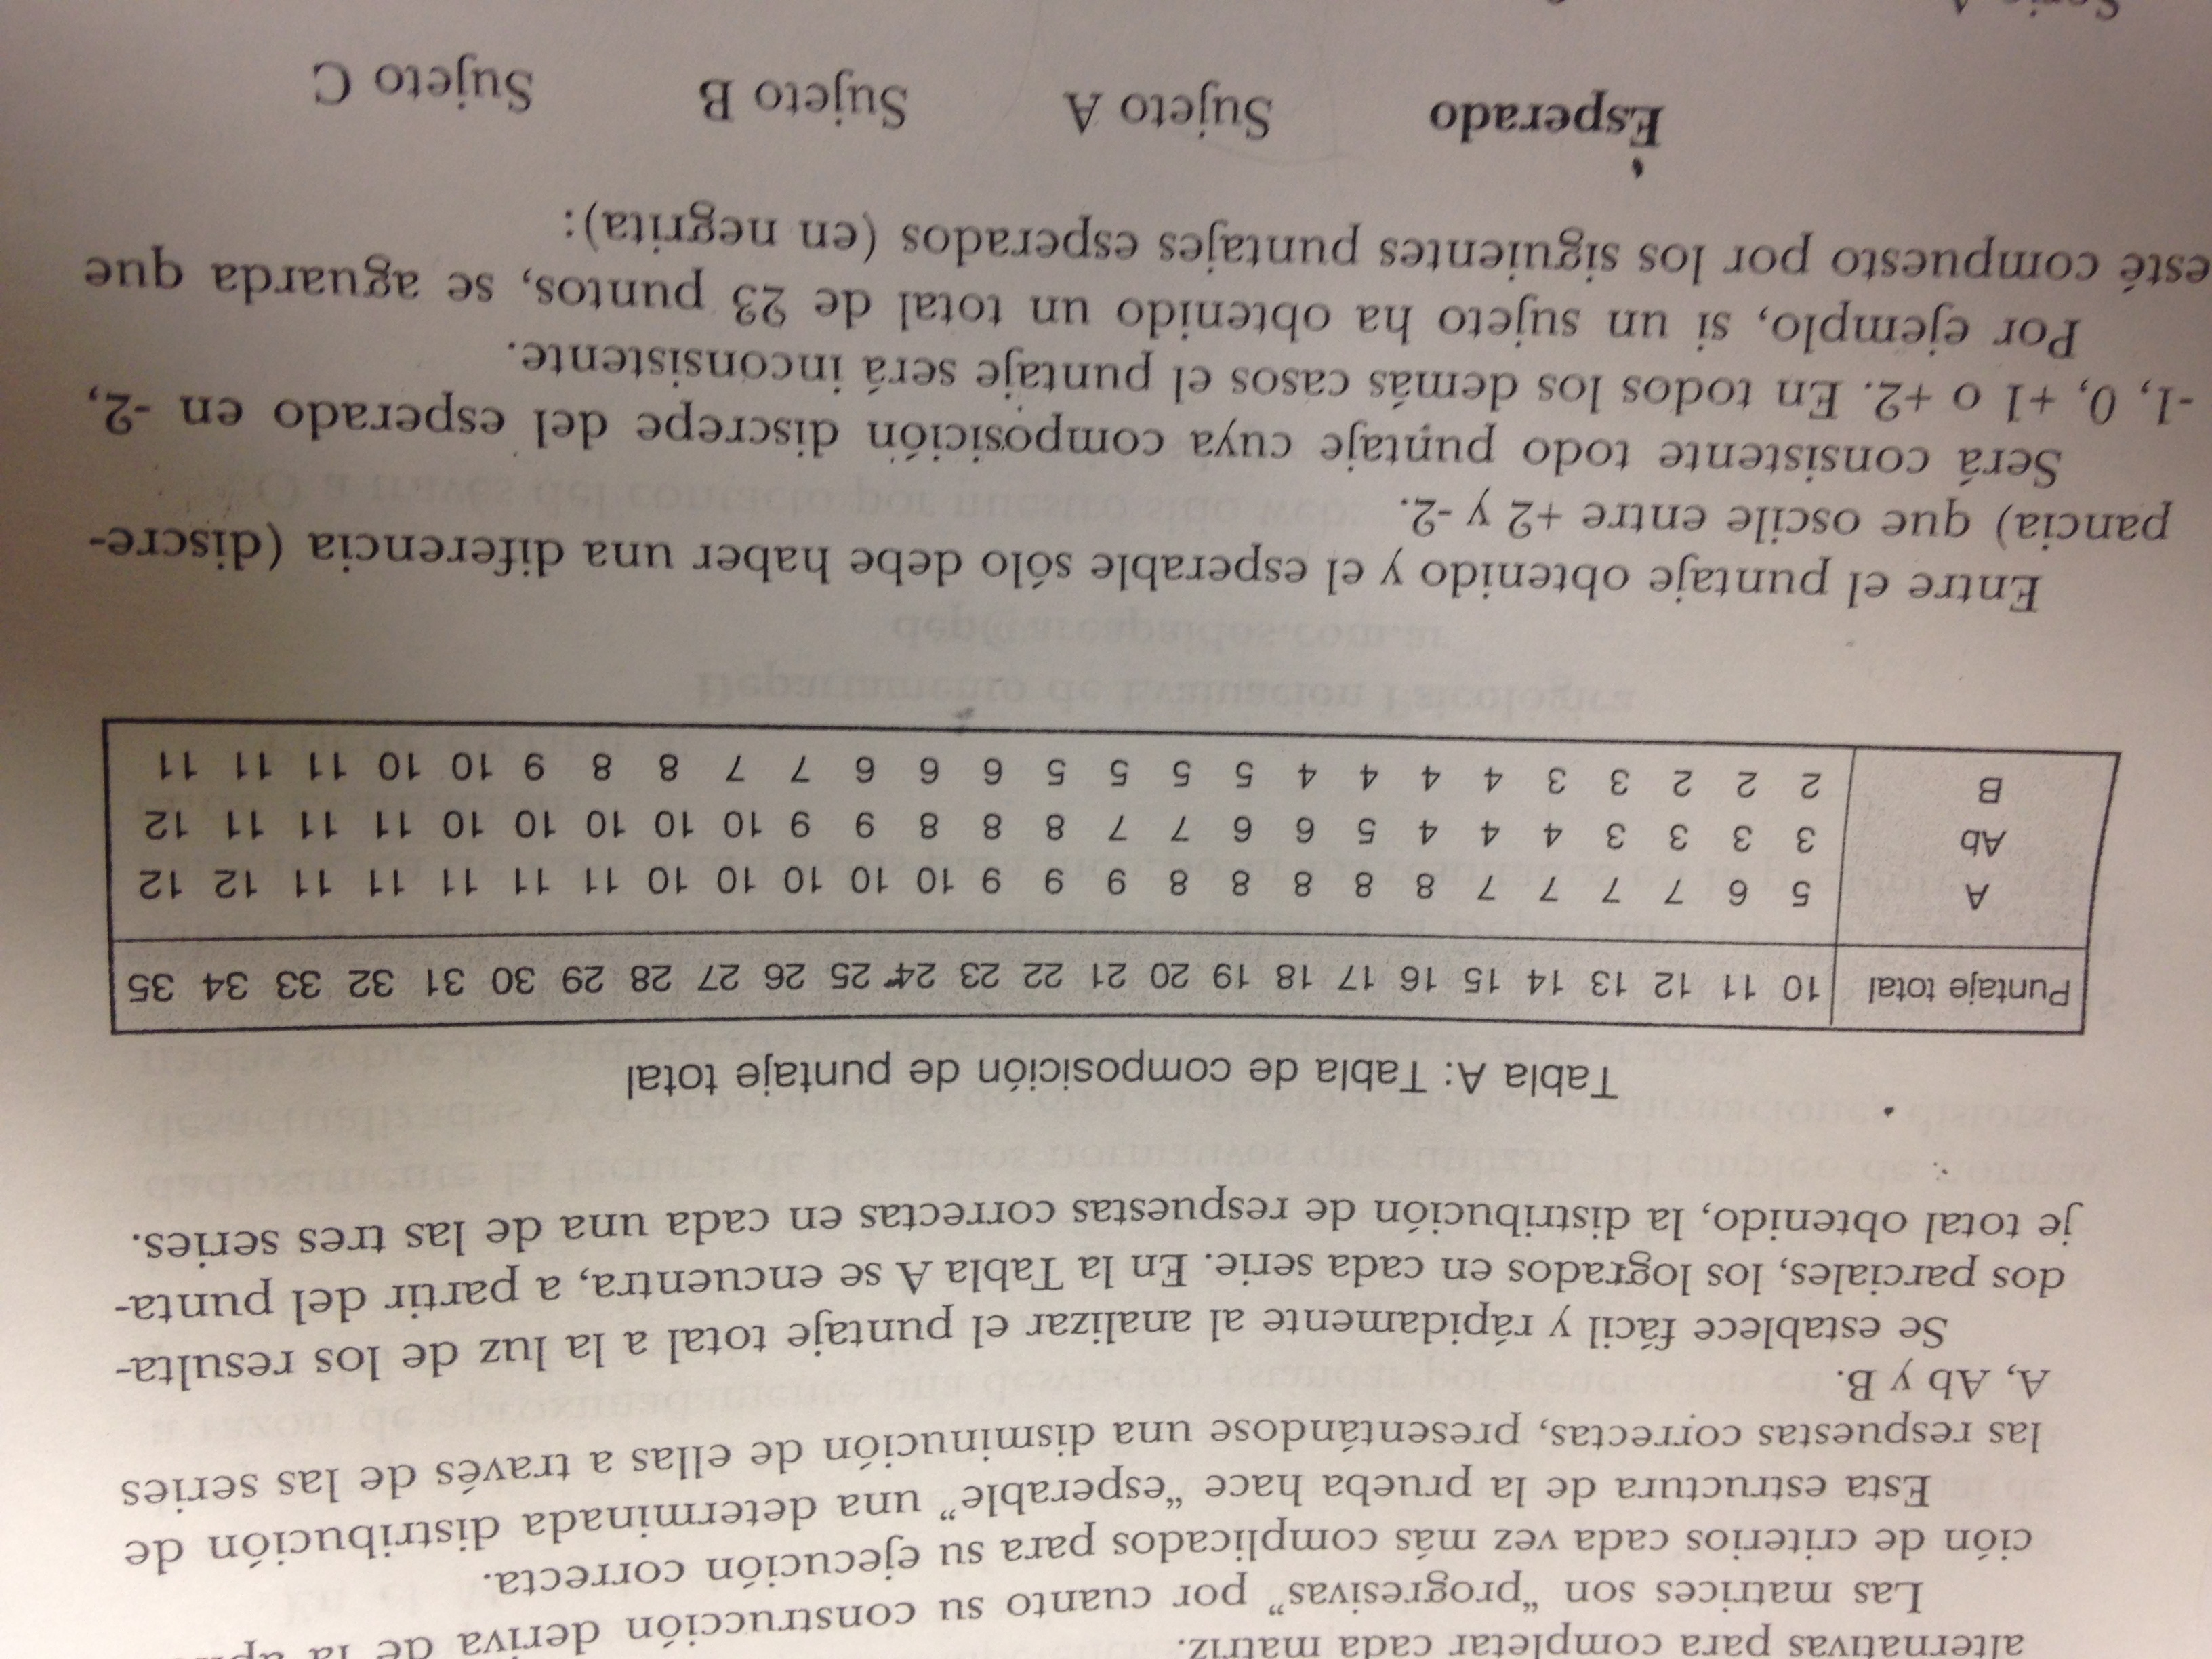 alternativas para completar cada matriz.
Las matrices son “progresivas” por cuanto su construcción deriva de la
ción de criterios cada vez más complicados para su ejecución correcta.
Esta estructura de la prueba hace “esperable” una determinada distribución de
las respuestas correctas, presentándose una disminución de ellas a través de las series
A, Ab y B.
Se establece fácil y rápidamente al analizar el puntaje total a la luz de los resulta-
dos parciales, los logrados en cada serie. En la Tabla A se encuentra, a partir del punta-
je total obtenido, la distribución de respuestas correctas en cada una de las tres series.
Tabla A: Tabla de composición de puntaje total
Puntaje total 10 11 12 13 14 15 16 17 18 19 20 21 22 23 24 25 26 27 28 29 30 31 32 33 34 35
A 5 6 7 7 7 7 8 8 8 8 8 9 9 9 10 10 10 10 10 11 11 11 11 11 12 12
Ab 3 3 3 3 4 4 4 5 6 6 7 7 8 8 8 9 9 10 10 10 10 10 11 11 11 12
B 2 2 2 3 3 4 4 4 4 5 5 5 5 6 6 6 7 7 8 8 9 10 10 11 11 11
Entre el puntaje obtenido y el esperable sólo debe haber una diferencia (discre-
pancia) que oscile entre +2 y -2.
Será consistente todo puntaje cuya composición discrepe del esperado en -2,
-1, 0, +1 o +2. En todos los demás casos el puntaje será inconsistente.
Por ejemplo, si un sujeto ha obtenido un total de 23 puntos, se aguarda que
esté compuesto por los siguientes puntajes esperados (en negrita):
Esperado Sujeto A Sujeto B Sujeto C